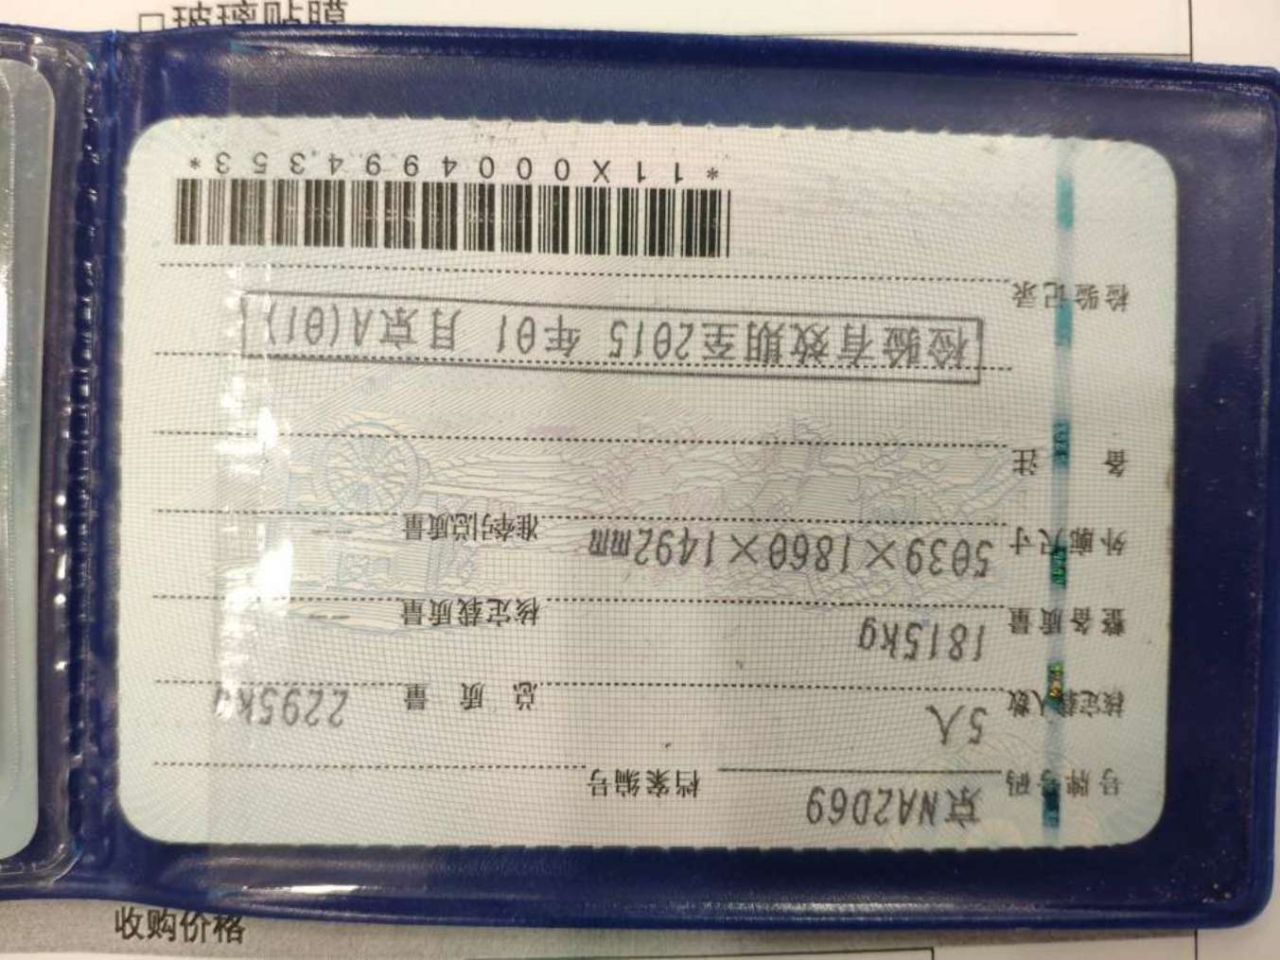 号牌号码 京NA2D69 档案编号
核定载人数 5人 总质量 2295kg
整备质量 1815kg 核定载质量 --
外廓尺寸 5039×1860×1492mm 准牵引总质量 --
备注
检验记录
检验有效期至2015 年01 月京A(01)
*11X0004994353*
□玻璃贴膜
收购价格